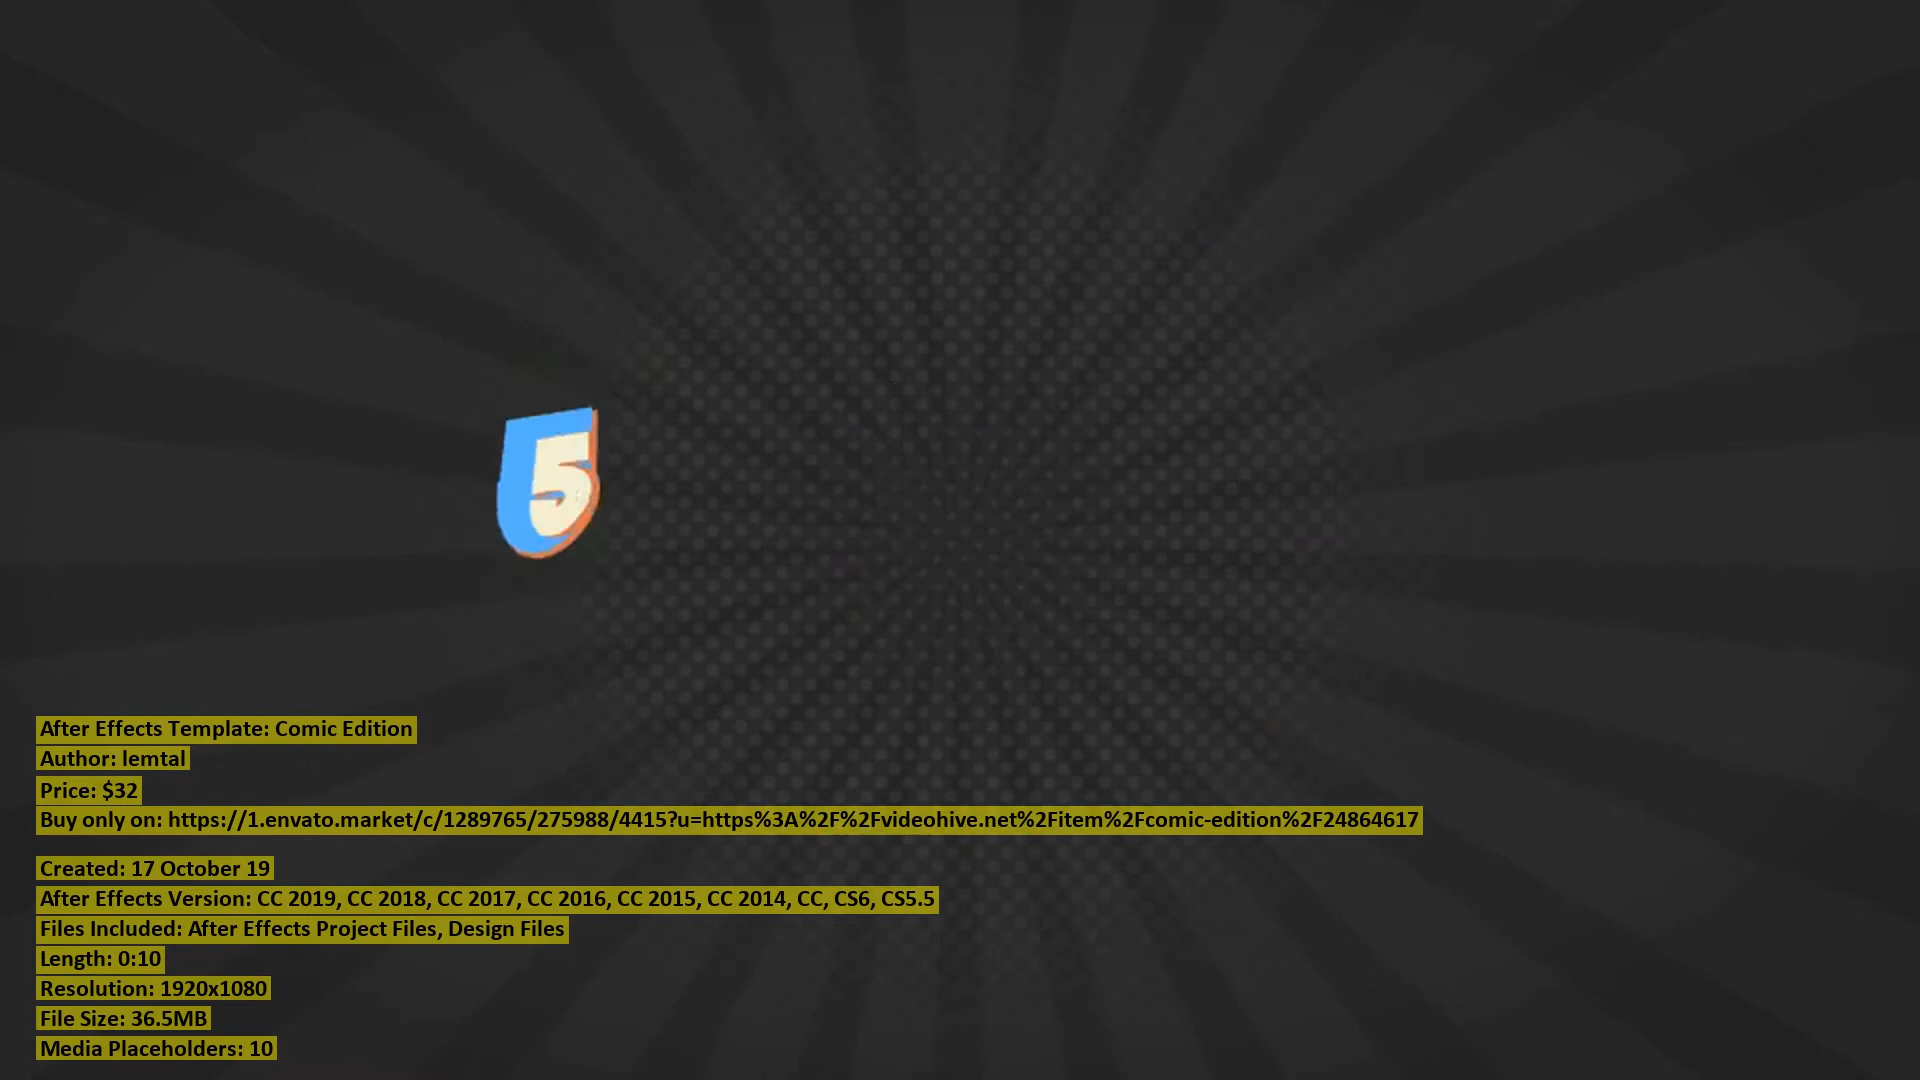 5
After Effects Template: Comic Edition
Author: lemtal
Price: $32
Buy only on: https://1.envato.market/c/1289765/275988/4415?u=https%3A%2F%2Fvideohive.net%2Fitem%2Fcomic-edition%2F24864617
Created: 17 October 19
After Effects Version: CC 2019, CC 2018, CC 2017, CC 2016, CC 2015, CC 2014, CC, CS6, CS5.5
Files Included: After Effects Project Files, Design Files
Length: 0:10
Resolution: 1920x1080
File Size: 36.5MB
Media Placeholders: 10